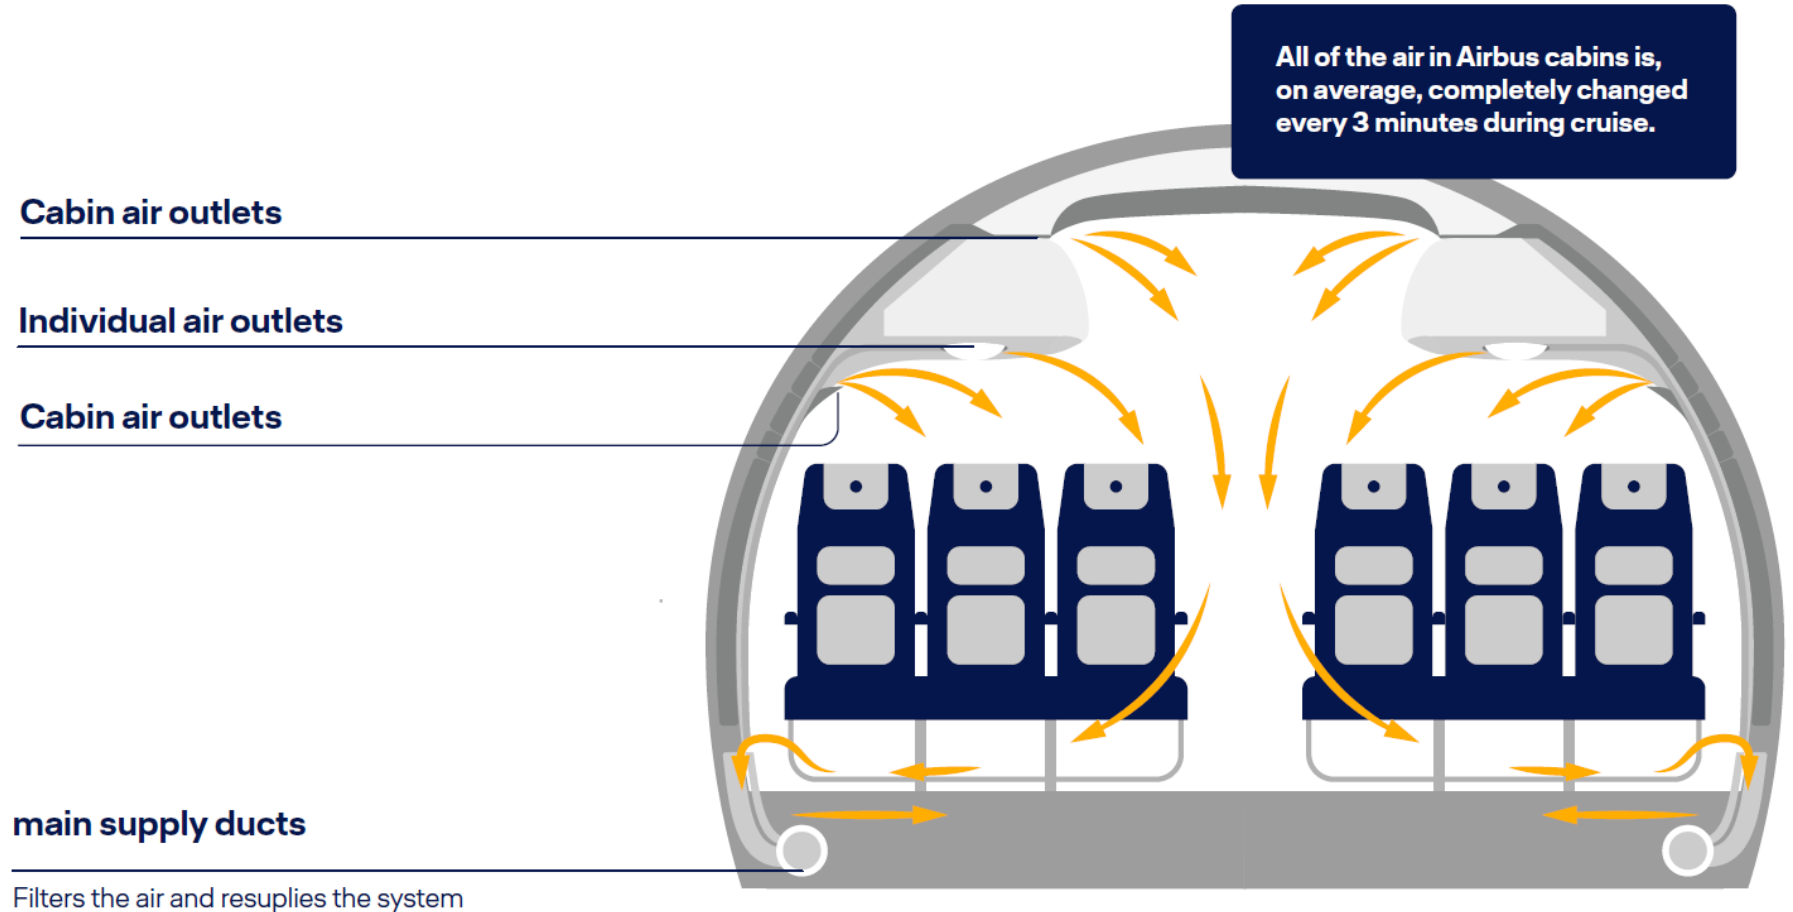 All of the air in Airbus cabins is,
on average, completely changed
every 3 minutes during cruise.
Cabin air outlets
Individual air outlets
Cabin air outlets
main supply ducts
Filters the air and resuplies the system